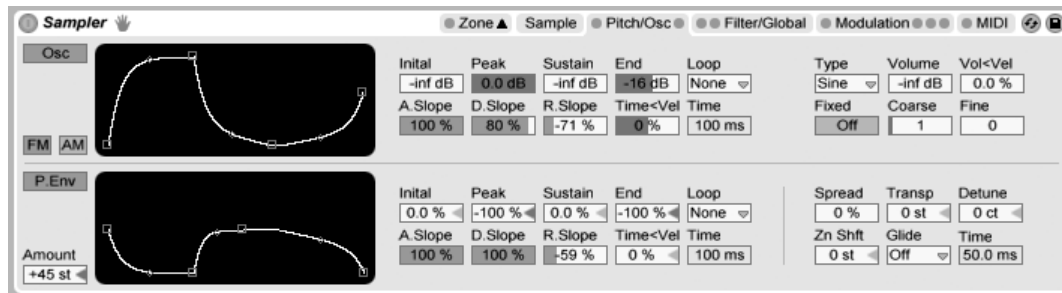 Sampler Zone Sample Pitch/Osc Filter/Global Modulation MIDI
Osc
Inital Peak Sustain End Loop Type Volume Vol<Vel
-inf dB 0.0 dB -inf dB -16 dB None Sine -inf dB 0.0 %
A.Slope D.Slope R.Slope Time<Vel Time Fixed Coarse Fine
100 % 80 % -71 % 0 % 100 ms Off 1 0
FM AM
P.Env
Inital Peak Sustain End Loop Spread Transp Detune
0.0 % -100 % 0.0 % -100 % None 0 % 0 st 0 ct
A.Slope D.Slope R.Slope Time<Vel Time Zn Shft Glide Time
Amount
100 % 100 % -59 % 0 % 100 ms 0 st Off 50.0 ms
+45 st